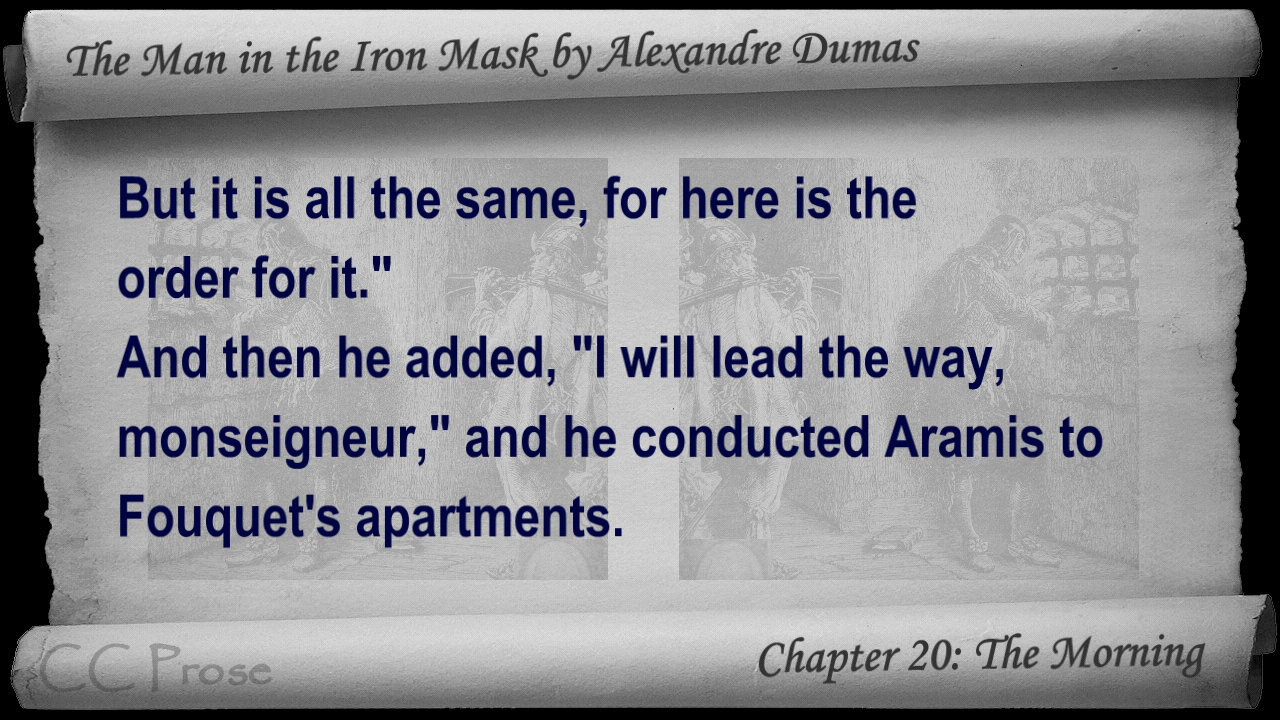 The Man in the Iron Mask by Alexandre Dumas
But it is all the same, for here is the
order for it."
And then he added, "I will lead the way,
monseigneur," and he conducted Aramis to
Fouquet's apartments.
CC Prose
Chapter 20: The Morning